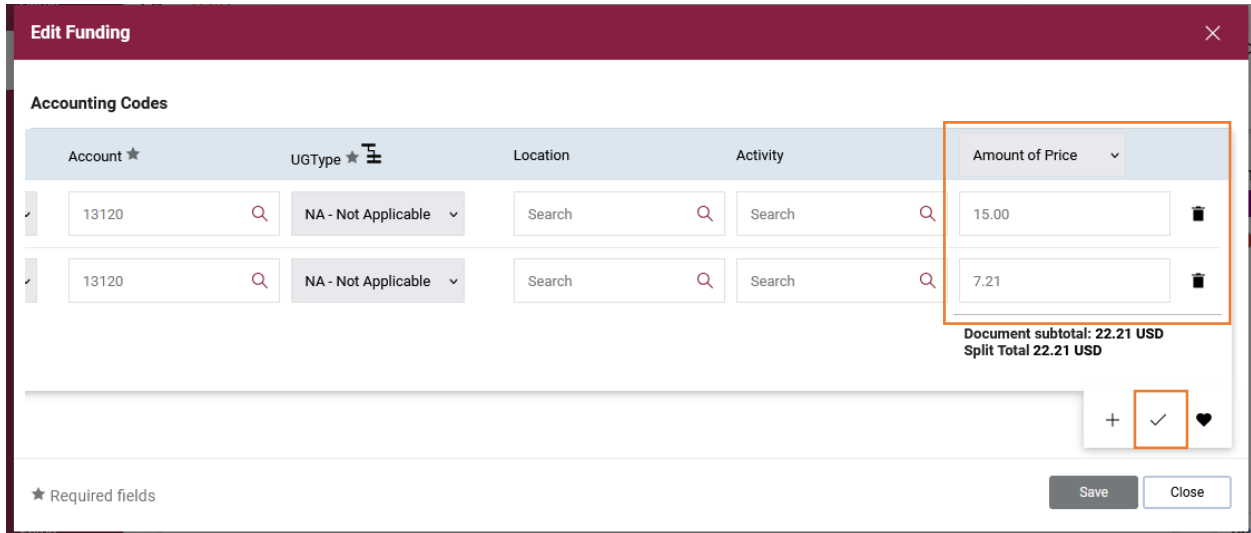 Edit Funding
Accounting Codes
Account ★ UGType ★ Location Activity Amount of Price
13120 NA - Not Applicable Search Search 15.00
13120 NA - Not Applicable Search Search 7.21
Document subtotal: 22.21 USD
Split Total 22.21 USD
★ Required fields Save Close